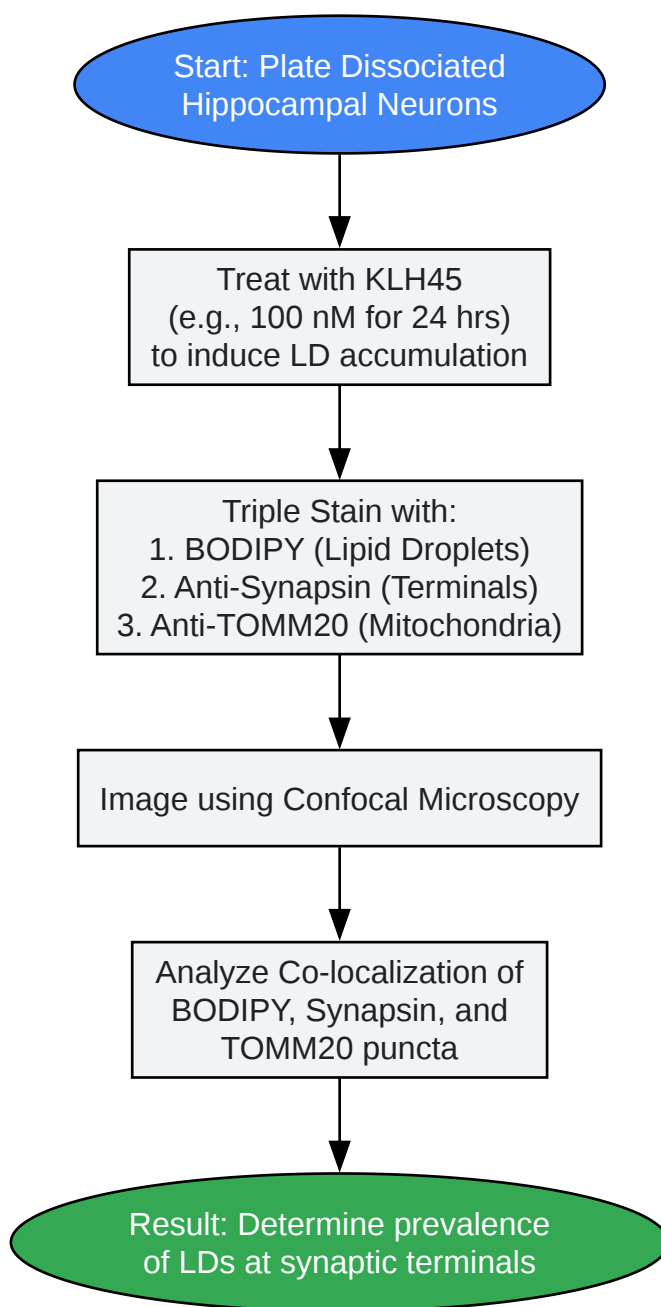 Start: Plate Dissociated
Hippocampal Neurons
Treat with KLH45
(e.g., 100 nM for 24 hrs)
to induce LD accumulation
Triple Stain with:
1. BODIPY (Lipid Droplets)
2. Anti-Synapsin (Terminals)
3. Anti-TOMM20 (Mitochondria)
Image using Confocal Microscopy
Analyze Co-localization of
BODIPY, Synapsin, and
TOMM20 puncta
Result: Determine prevalence
of LDs at synaptic terminals